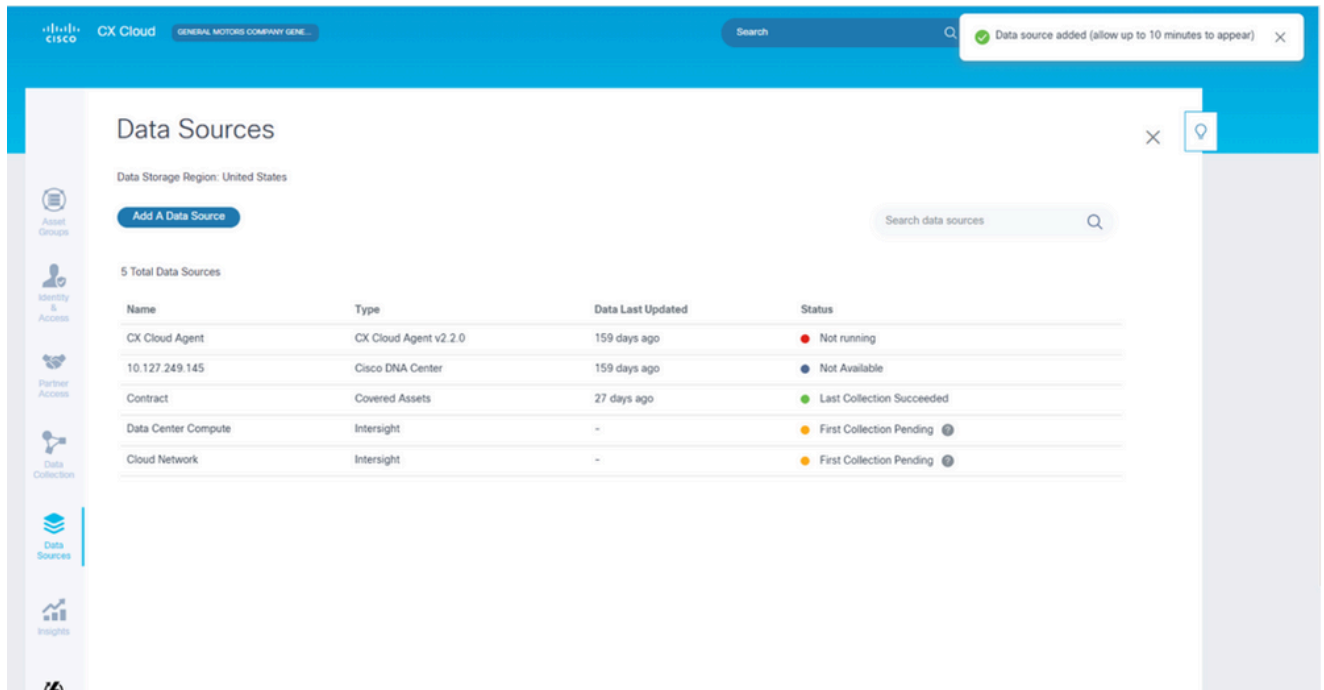 CISCO CX Cloud GENERAL MOTORS COMPANY GENE... Search
Data source added (allow up to 10 minutes to appear)
Data Sources
Data Storage Region: United States
Add A Data Source
Search data sources
5 Total Data Sources
Name Type Data Last Updated Status
CX Cloud Agent CX Cloud Agent v2.2.0 159 days ago Not running
10.127.249.145 Cisco DNA Center 159 days ago Not Available
Contract Covered Assets 27 days ago Last Collection Succeeded
Data Center Compute Intersight - First Collection Pending ?
Cloud Network Intersight - First Collection Pending ?
Asset
Groups
Identity
&
Access
Partner
Access
Data
Collection
Data
Sources
Insights